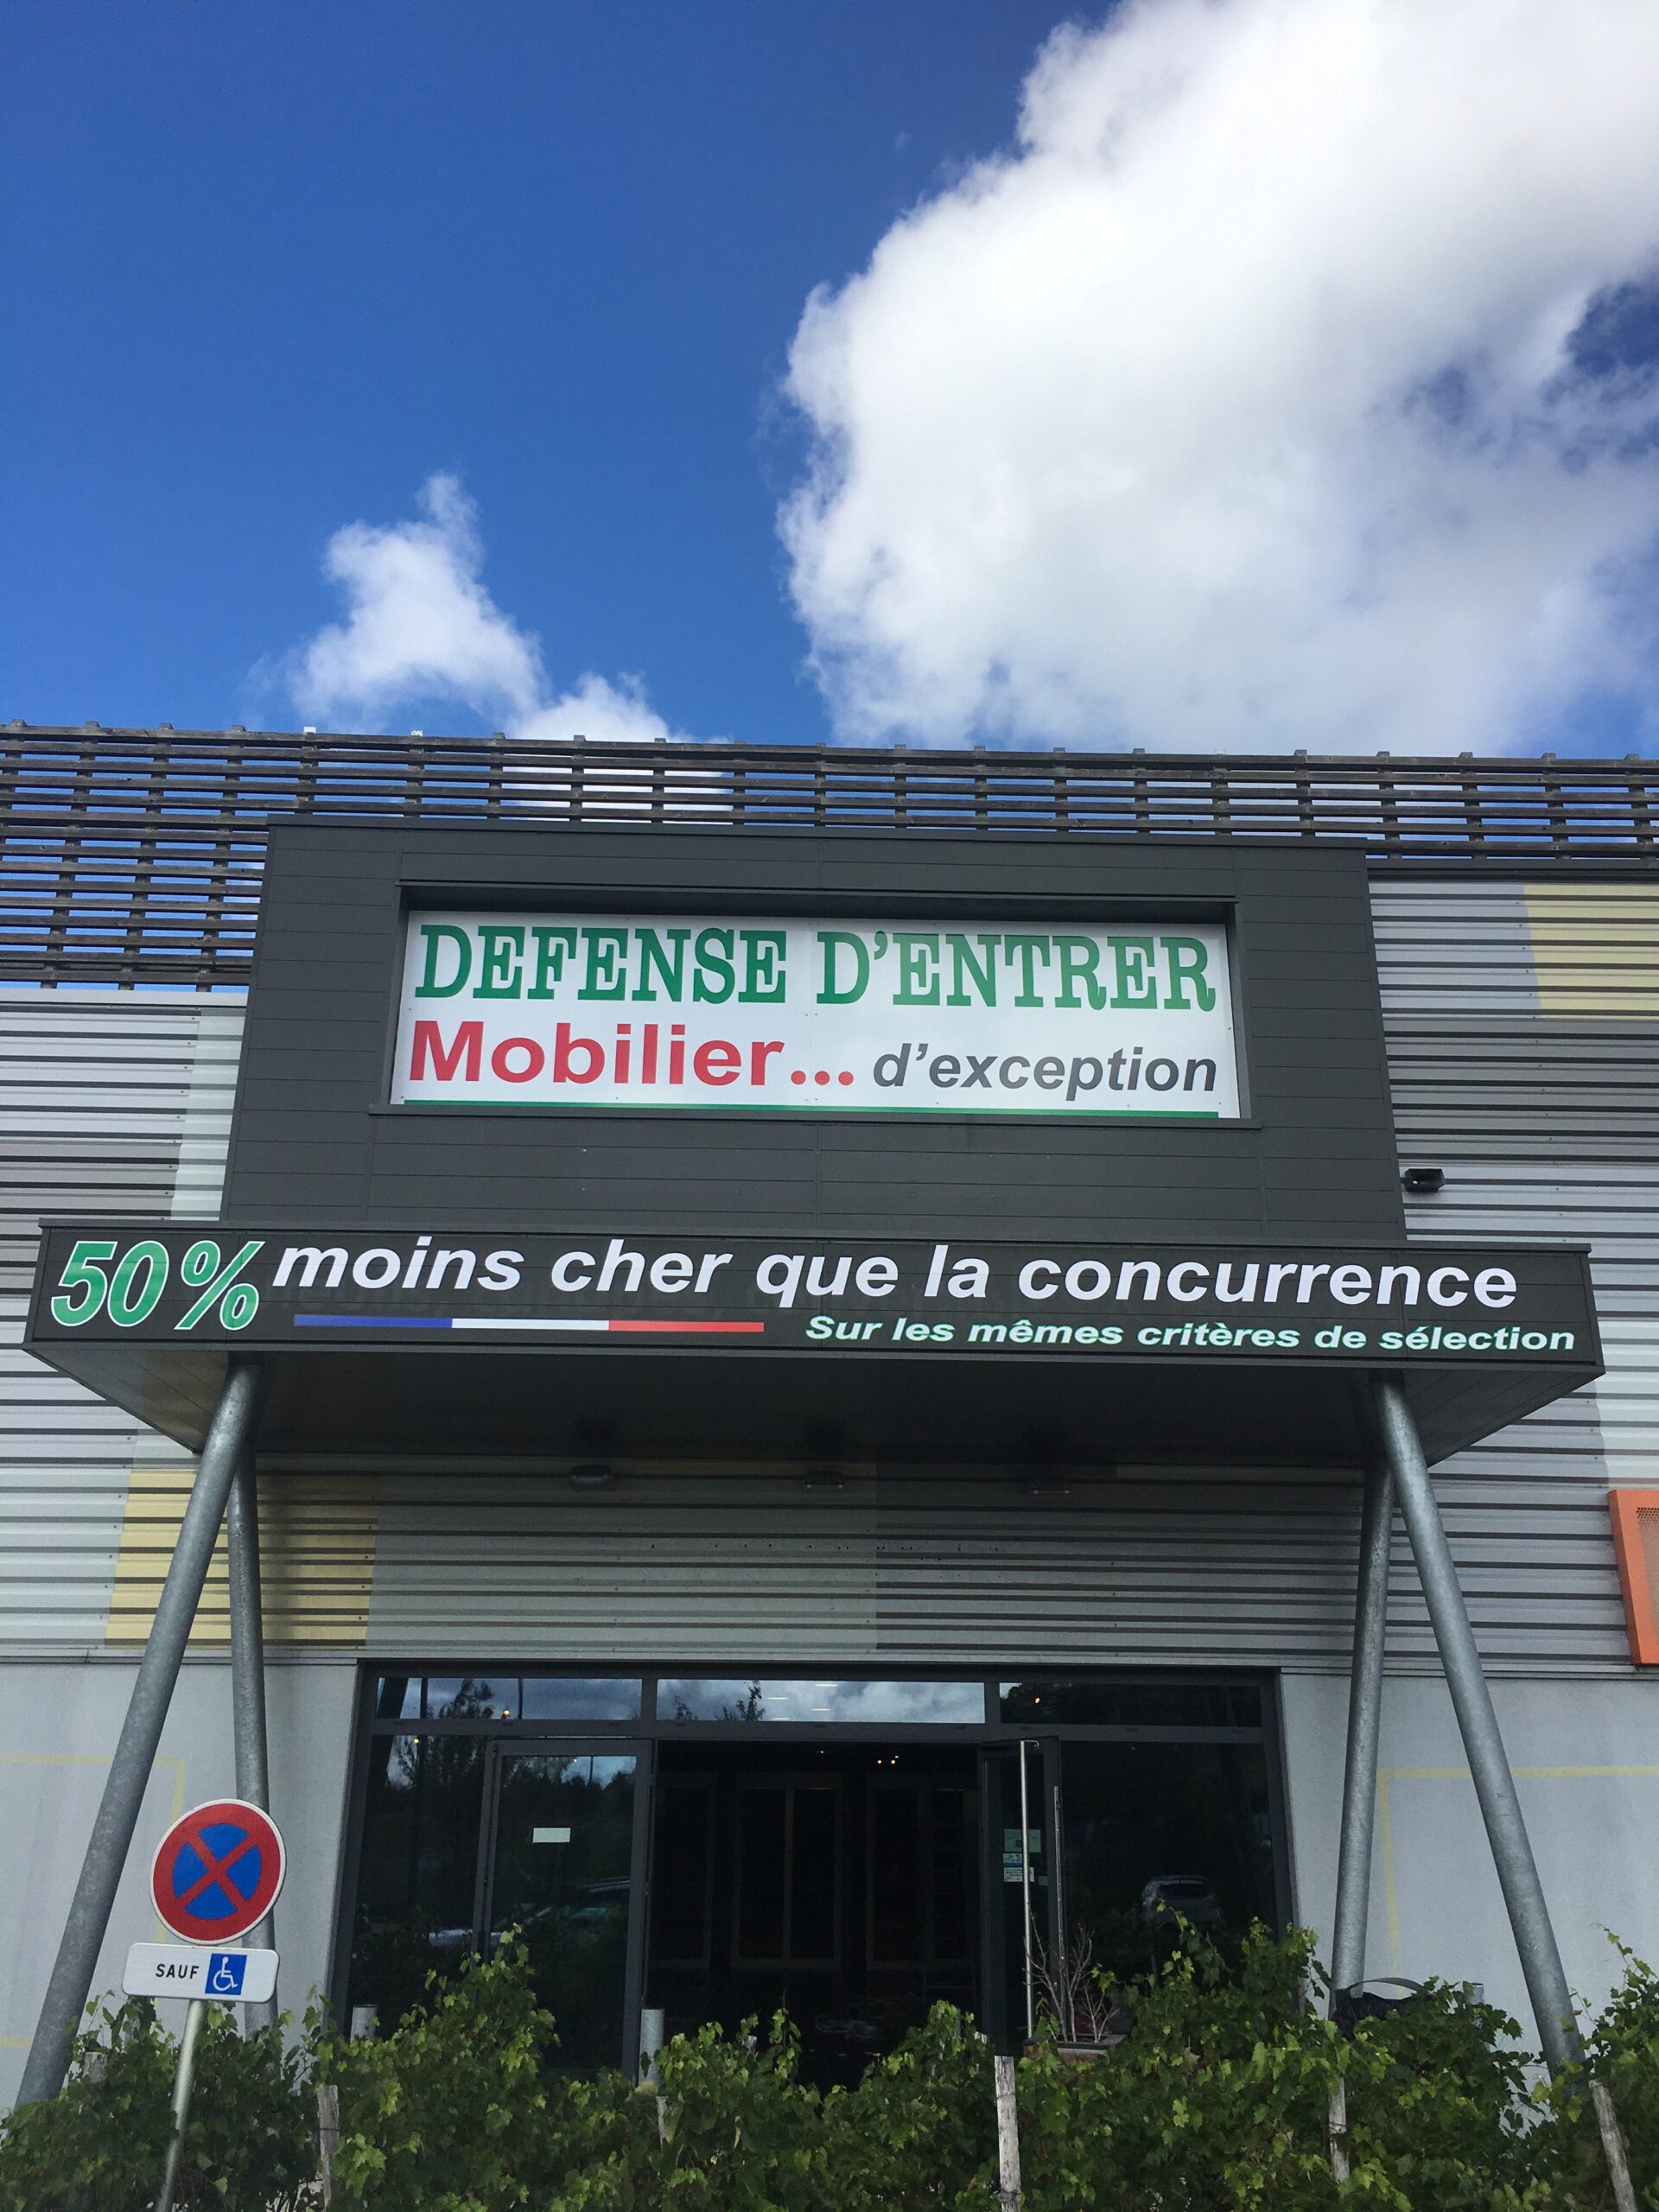 DEFENSE D'ENTRER
Mobilier... d'exception
50% moins cher que la concurrence
Sur les mêmes critères de sélection
SAUF